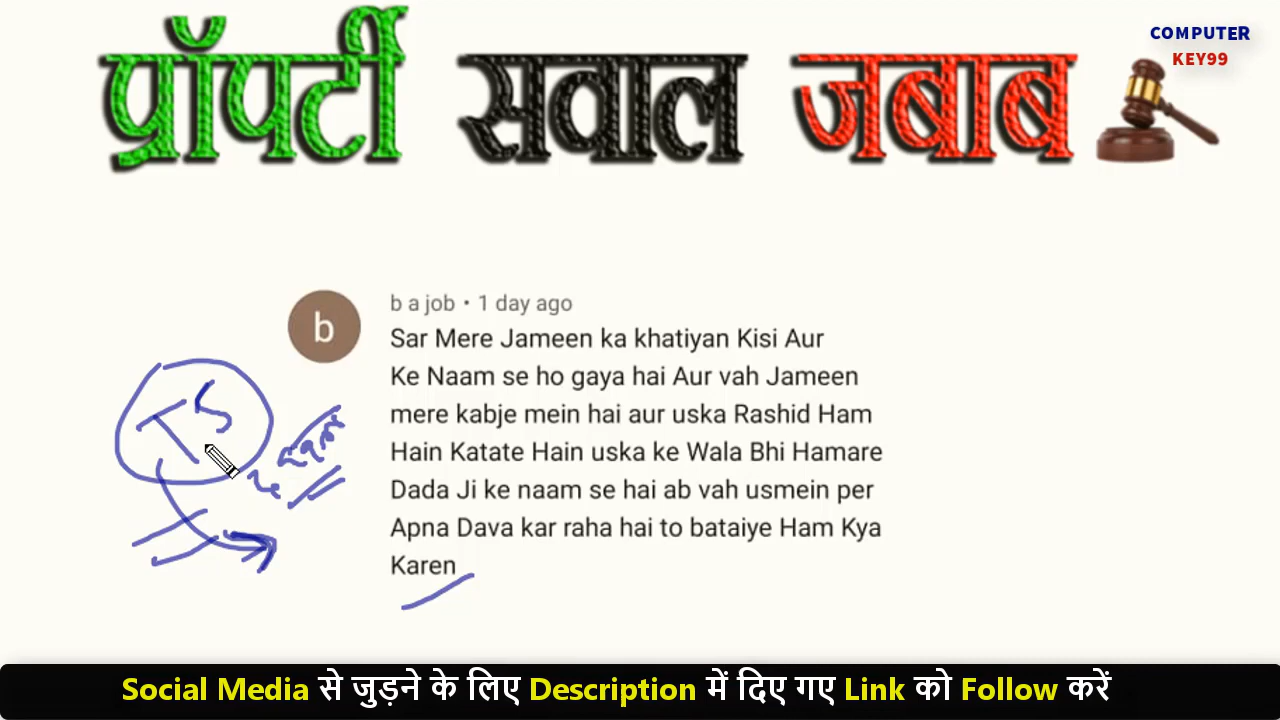 प्रॉपर्टी सवाल जबाब
COMPUTER
KEY99
b a job • 1 day ago
b
Sar Mere Jameen ka khatiyan Kisi Aur
Ke Naam se ho gaya hai Aur vah Jameen
mere kabje mein hai aur uska Rashid Ham
Hain Katate Hain uska ke Wala Bhi Hamare
Dada Ji ke naam se hai ab vah usmein per
Apna Dava kar raha hai to bataiye Ham Kya
Karen
TS
Social Media से जुड़ने के लिए Description में दिए गए Link को Follow करें